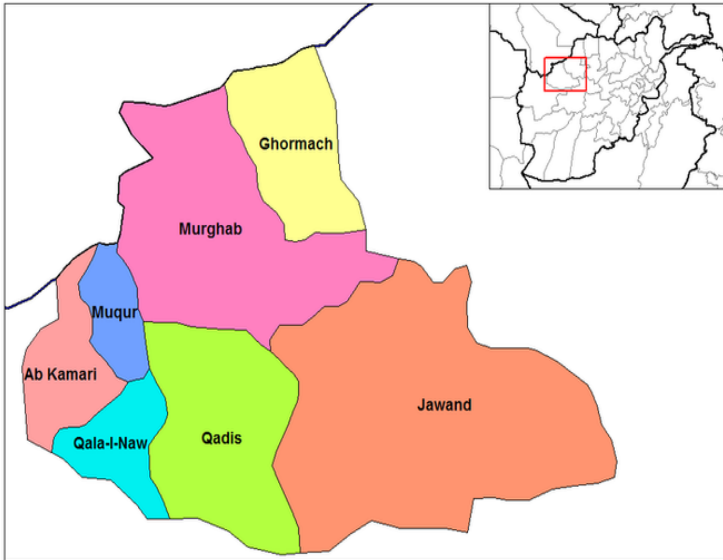 Ghormach
Murghab
Muqur
Ab Kamari
Jawand
Qala-I-Naw
Qadis